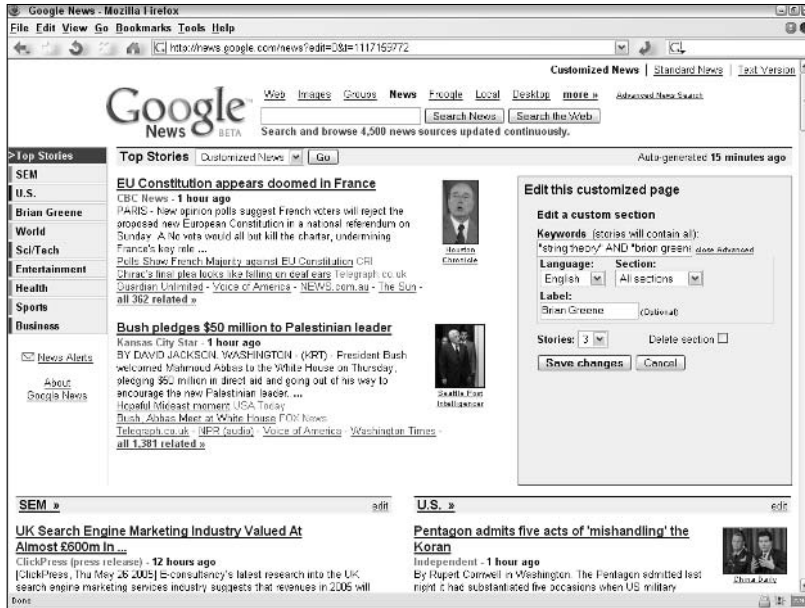 Google News - Mozilla Firefox
File Edit View Go Bookmarks Tools Help
http://news.google.com/news?edit=0&t=1117159772
Customized News | Standard News | Text Version
Google News BETA
Web Images Groups News Froogle Local Desktop more » Advanced News Search
Search News Search the Web
Search and browse 4,500 news sources updated continuously.
>Top Stories
SEM
U.S.
Brian Greene
World
Sci/Tech
Entertainment
Health
Sports
Business
News Alerts
About
Google News
Top Stories Customized News Go Auto-generated 15 minutes ago
EU Constitution appears doomed in France
CBC News - 1 hour ago
PARIS - New opinion polls suggest French voters will reject the
proposed new European Constitution in a national referendum on
Sunday. A No vote would all but kill the charter, undermining
France's key role ...
Polls Show French Majority against EU Constitution CRI
Chirac's final plea looks like falling on deaf ears Telegraph.co.uk
Guardian Unlimited - Voice of America - NEWS.com.au - The Sun -
all 362 related »
Houston
Chronicle
Bush pledges $50 million to Palestinian leader
Kansas City Star - 1 hour ago
BY DAVID JACKSON. WASHINGTON - (KRT) - President Bush
welcomed Mahmoud Abbas to the White House on Thursday,
pledging $50 million in direct aid and going out of his way to
encourage the new Palestinian leader. ...
Hopeful Mideast moment USA Today
Bush, Abbas Meet at White House FOX News
Telegraph.co.uk - NPR (audio) - Voice of America - Washington Times -
all 1,381 related »
Seattle Post
Intelligencer
Edit this customized page
Edit a custom section
Keywords (stories will contain all):
"string theory" AND "brian greeni close Advanced
Language: Section:
English All sections
Label:
Brian Greene (Optional)
Stories: 3 Delete section
Save changes Cancel
SEM » edit
UK Search Engine Marketing Industry Valued At
Almost £600m In ...
ClickPress (press release) - 12 hours ago
[ClickPress, Thu May 26 2005] E-consultancy's latest research into the UK
search engine marketing services industry suggests that revenues in 2005 will
U.S. » edit
Pentagon admits five acts of 'mishandling' the
Koran
Independent - 1 hour ago
By Rupert Cornwell in Washington. The Pentagon admitted last
night it had substantiated five occasions when US military
China Daily
Done